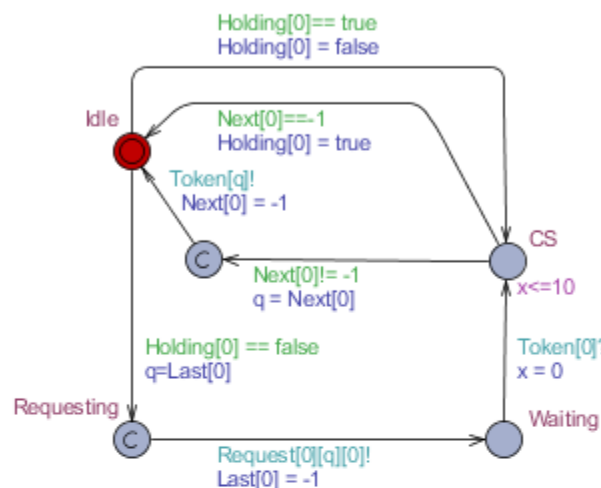 Holding[0]== true
Holding[0] = false
Idle
Next[0]==-1
Holding[0] = true
Token[q]!
Next[0] = -1
C
CS
x<=10
Next[0]!= -1
q = Next[0]
Holding[0] == false
q=Last[0]
Token[0]?
x = 0
Requesting
C
Waiting
Request[0][q][0]!
Last[0] = -1